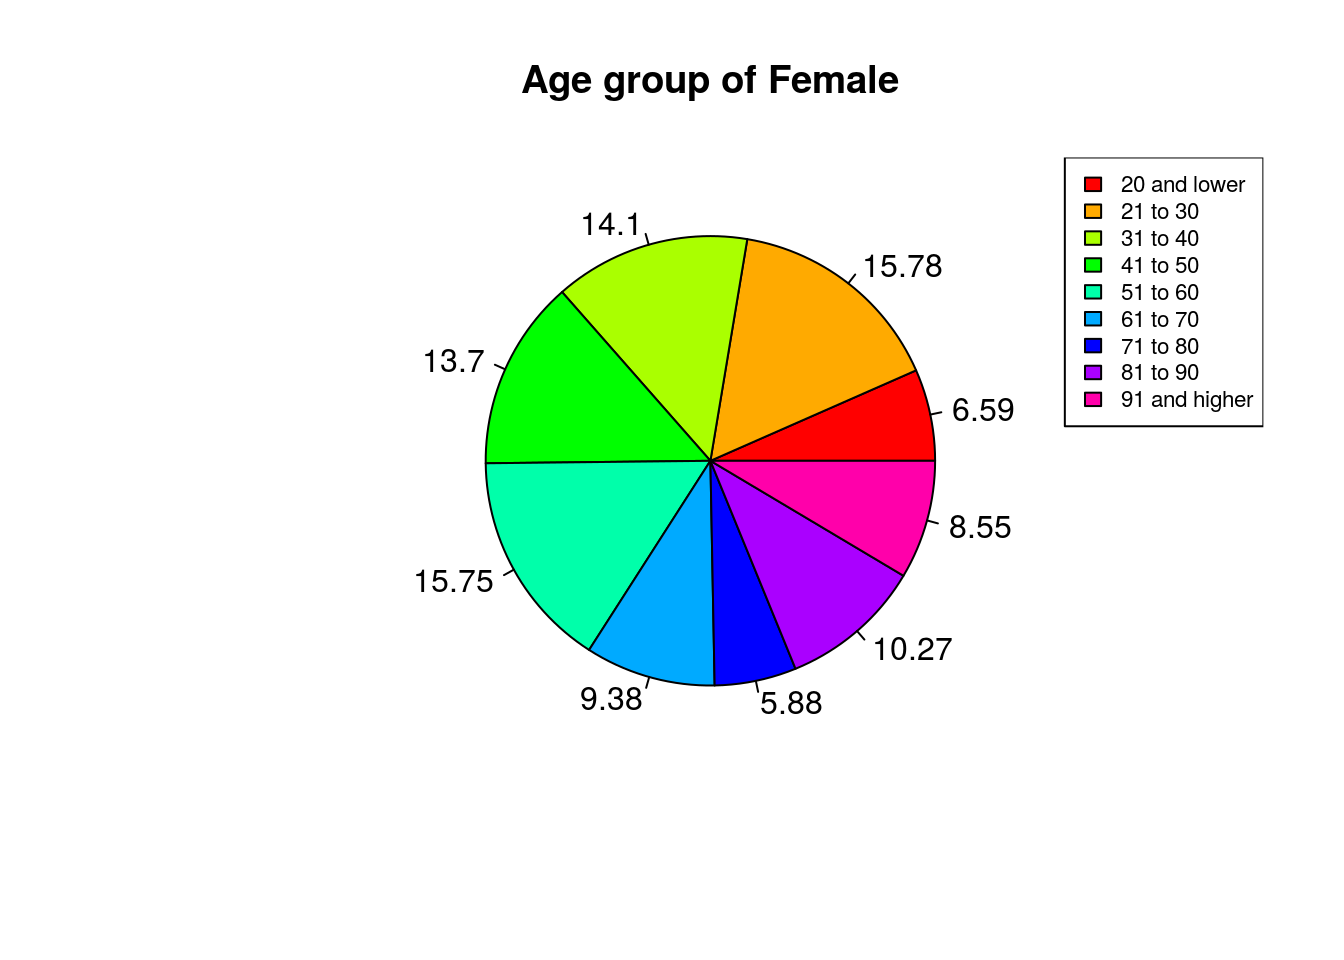 Age group of Female
20 and lower
21 to 30
31 to 40
41 to 50
51 to 60
61 to 70
71 to 80
81 to 90
91 and higher
14.1
15.78
13.7
6.59
8.55
15.75
10.27
9.38
5.88